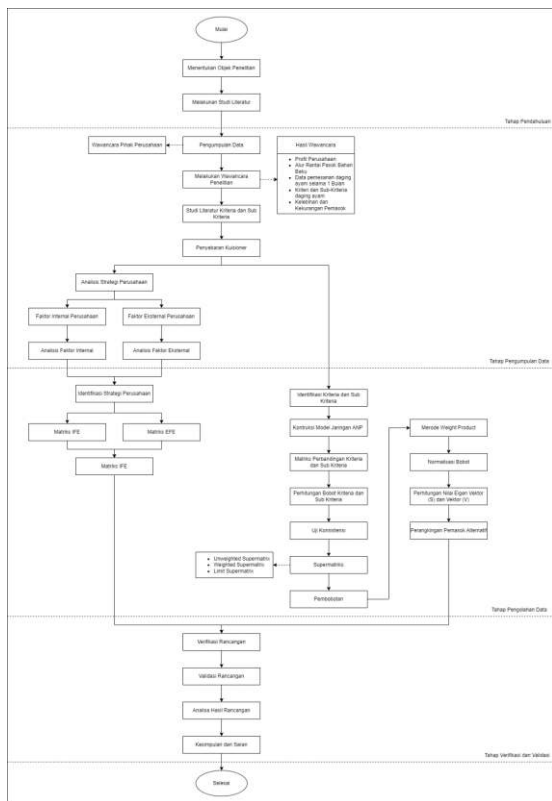 Mulai
Menentukan Objek Penelitian
Melakukan Studi Literatur
Tahap Pendahuluan
Wawancara Pihak Perusahaan
Pengumpulan Data
Hasil Wawancara
Profil Perusahaan
Alur Rantai Pasok Bahan
Baku
Data pemesanan daging
ayam selama 1 Bulan
Kriteri dan Sub-Kriteria
daging ayam
Kelebihan dan
Kekurangan Pemasok
Melakukan Wawancara
Penelitian
Studi Literatur Kriteria dan Sub
Kriteria
Penyebaran Kuisioner
Analisis Strategi Perusahaan
Faktor Internal Perusahaan
Faktor Eksternal Perusahaan
Analisis Faktor Internal
Analisis Faktor Eksternal
Tahap Pengumpulan Data
Identifikasi Strategi Perusahaan
Matriks IFE
Matriks EFE
Matriks IFE
Identifikasi Kriteria dan Sub
Kriteria
Kontruksi Model Jaringan ANP
Matriks Perbandingan Kriteria
dan Sub Kriteria
Perhitungan Bobot Kriteria dan
Sub Kriteria
Uji Konsistensi
Unweighted Supermatrix
Weighted Supermatrix
Limit Supermatrix
Supermatriks
Pembobotan
Metode Weight Product
Normalisasi Bobot
Perhitungan Nilai Eigen Vektor
(S) dan Vektor (V)
Perangkingan Pemasok Alternatif
Tahap Pengolahan Data
Verifikasi Rancangan
Validasi Rancangan
Analisa Hasil Rancangan
Kesimpulan dan Saran
Tahap Verifikasi dan Validasi
Selesai